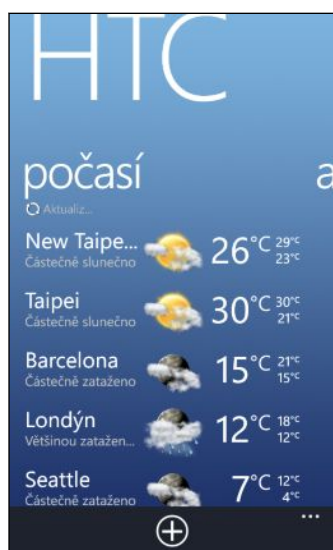 HTC
počasí a
Aktualiz...
New Taipe... 26°C 29°C
Částečně slunečno 23°C
Taipei 30°C 30°C
Částečně slunečno 21°C
Barcelona 15°C 21°C
Částečně zataženo 15°C
Londýn 12°C 18°C
Většinou zatažen... 12°C
Seattle 7°C 12°C
Částečně zataženo 4°C
...